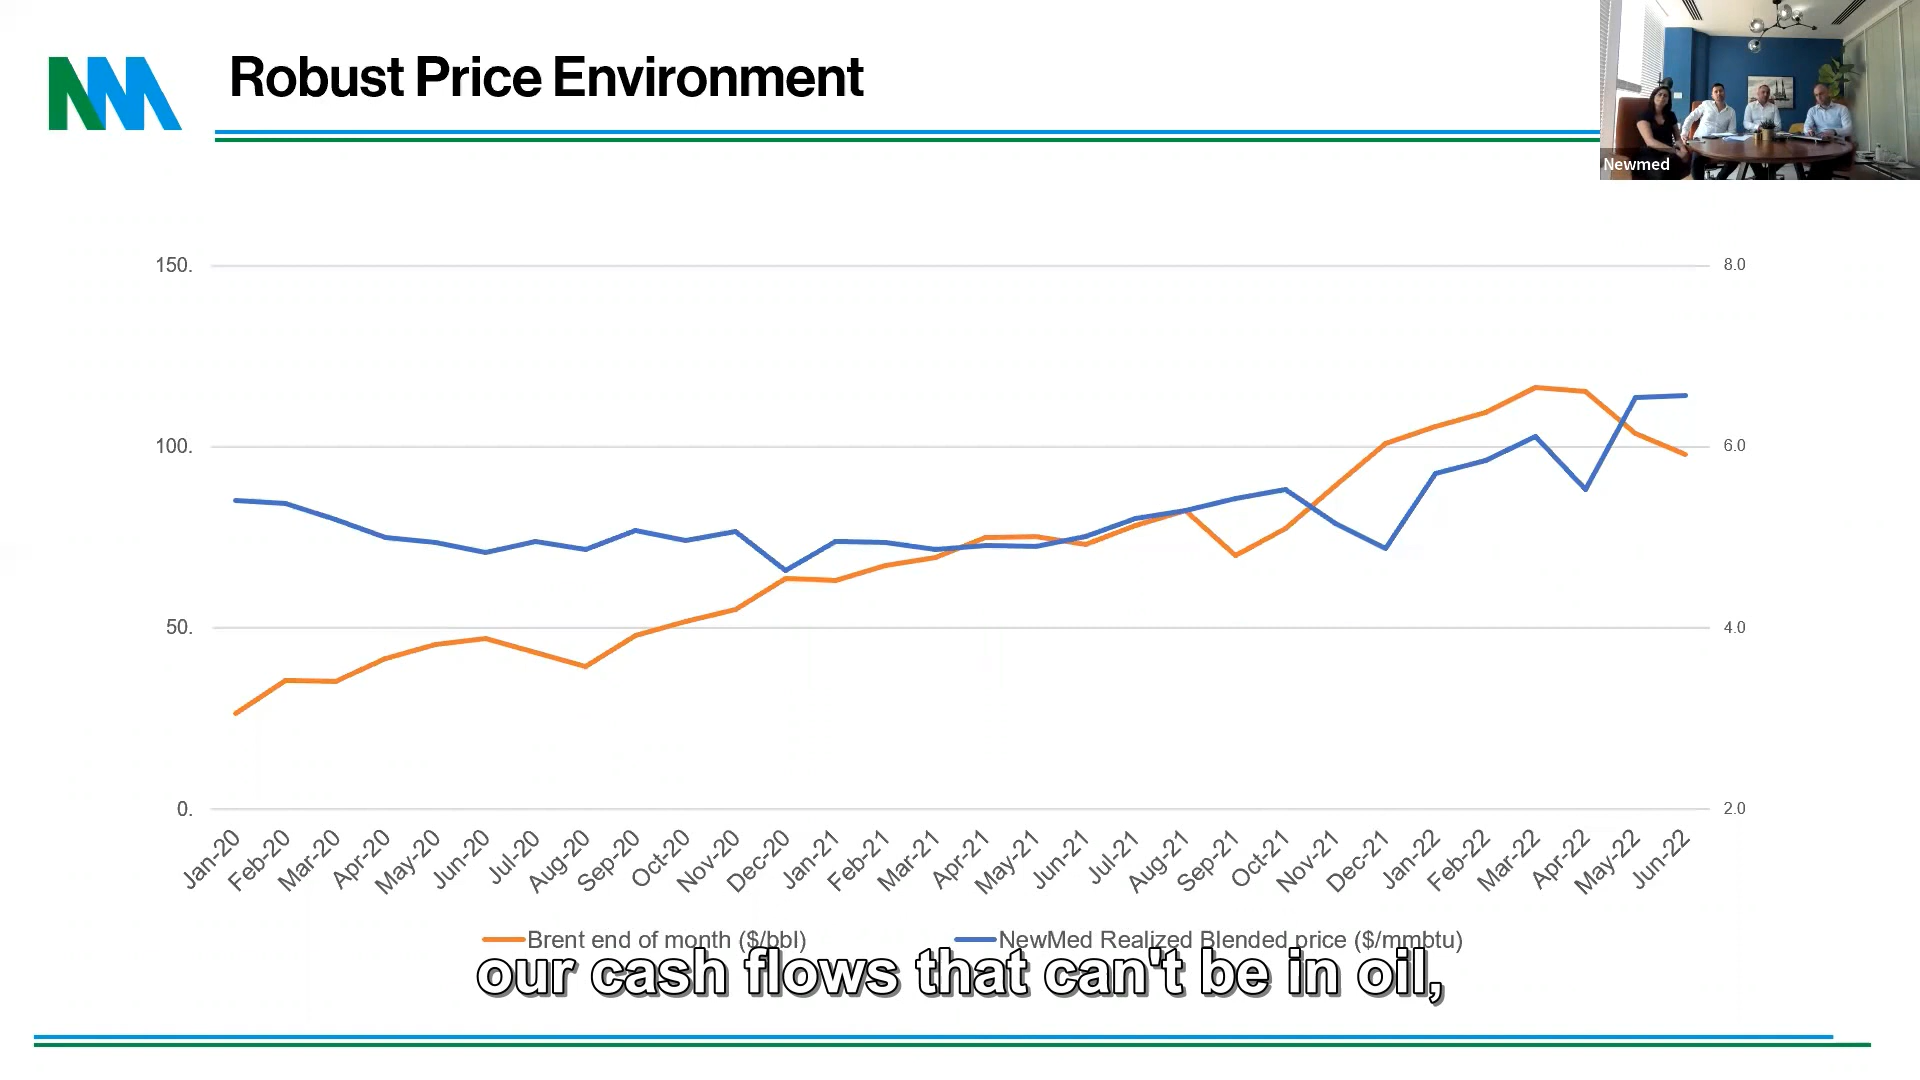 Robust Price Environment
Newmed
150.
8.0
100.
6.0
50.
4.0
0.
2.0
Jan-20 Feb-20 Mar-20 Apr-20 May-20 Jun-20 Jul-20 Aug-20 Sep-20 Oct-20 Nov-20 Dec-20 Jan-21 Feb-21 Mar-21 Apr-21 May-21 Jun-21 Jul-21 Aug-21 Sep-21 Oct-21 Nov-21 Dec-21 Jan-22 Feb-22 Mar-22 Apr-22 May-22 Jun-22
Brent end of month ($/bbl)
NewMed Realized Blended price ($/mmbtu)
our cash flows that can't be in oil,